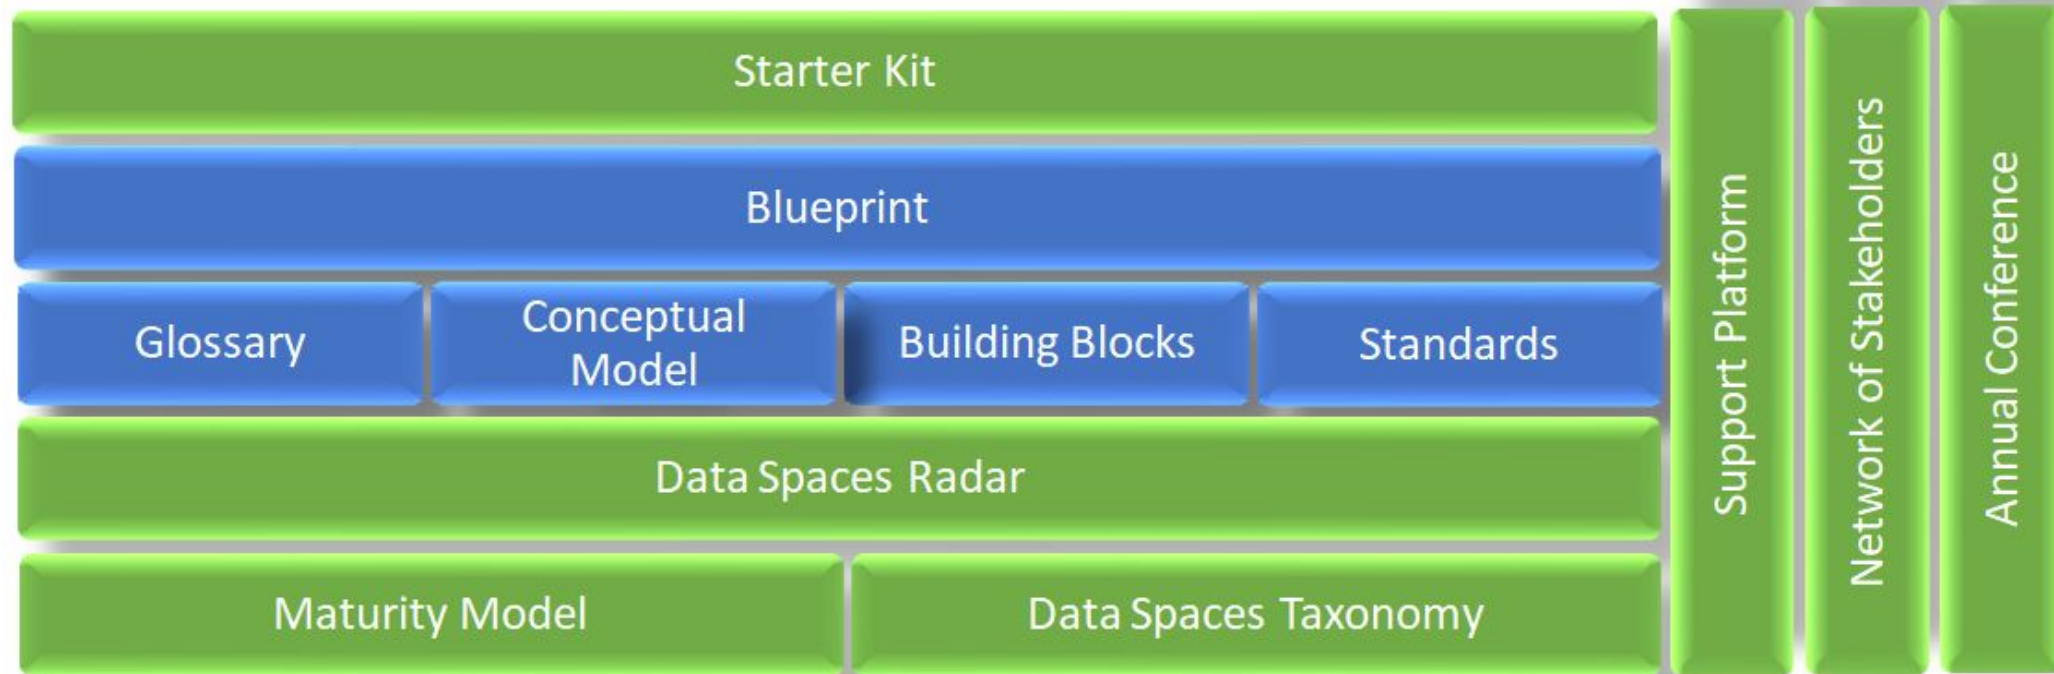 Starter Kit
Blueprint
Glossary
Conceptual
Model
Building Blocks
Standards
Data Spaces Radar
Maturity Model
Data Spaces Taxonomy
Support Platform
Network of Stakeholders
Annual Conference